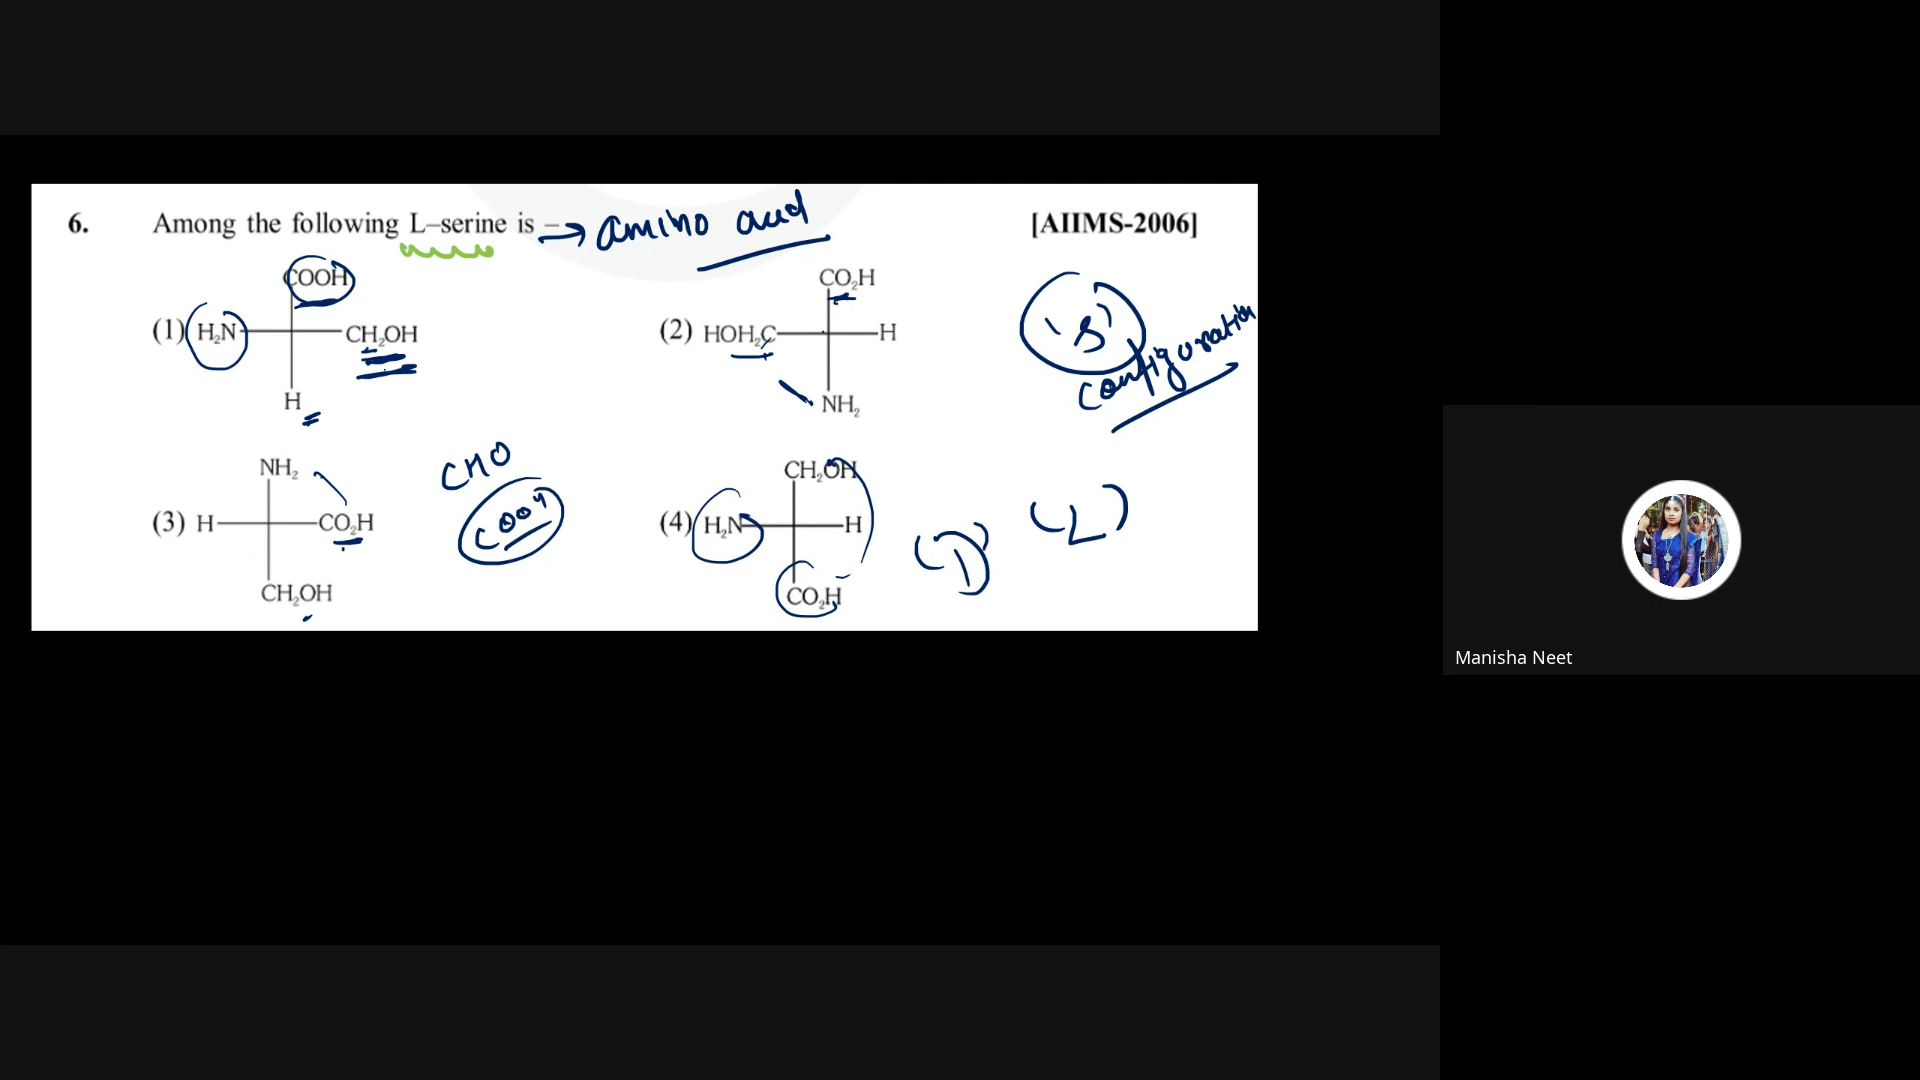 6. Among the following L–serine is – → amino acid [AIIMS-2006]
COOH
(1) H₂N CH₂OH
H
CO₂H
(2) HOH₂C H
NH₂
'S'
configuration
NH₂
(3) H CO₂H
CH₂OH
CHO
COOH
CH₂OH
(4) H₂N H
CO₂H
(D)
(L)
Manisha Neet